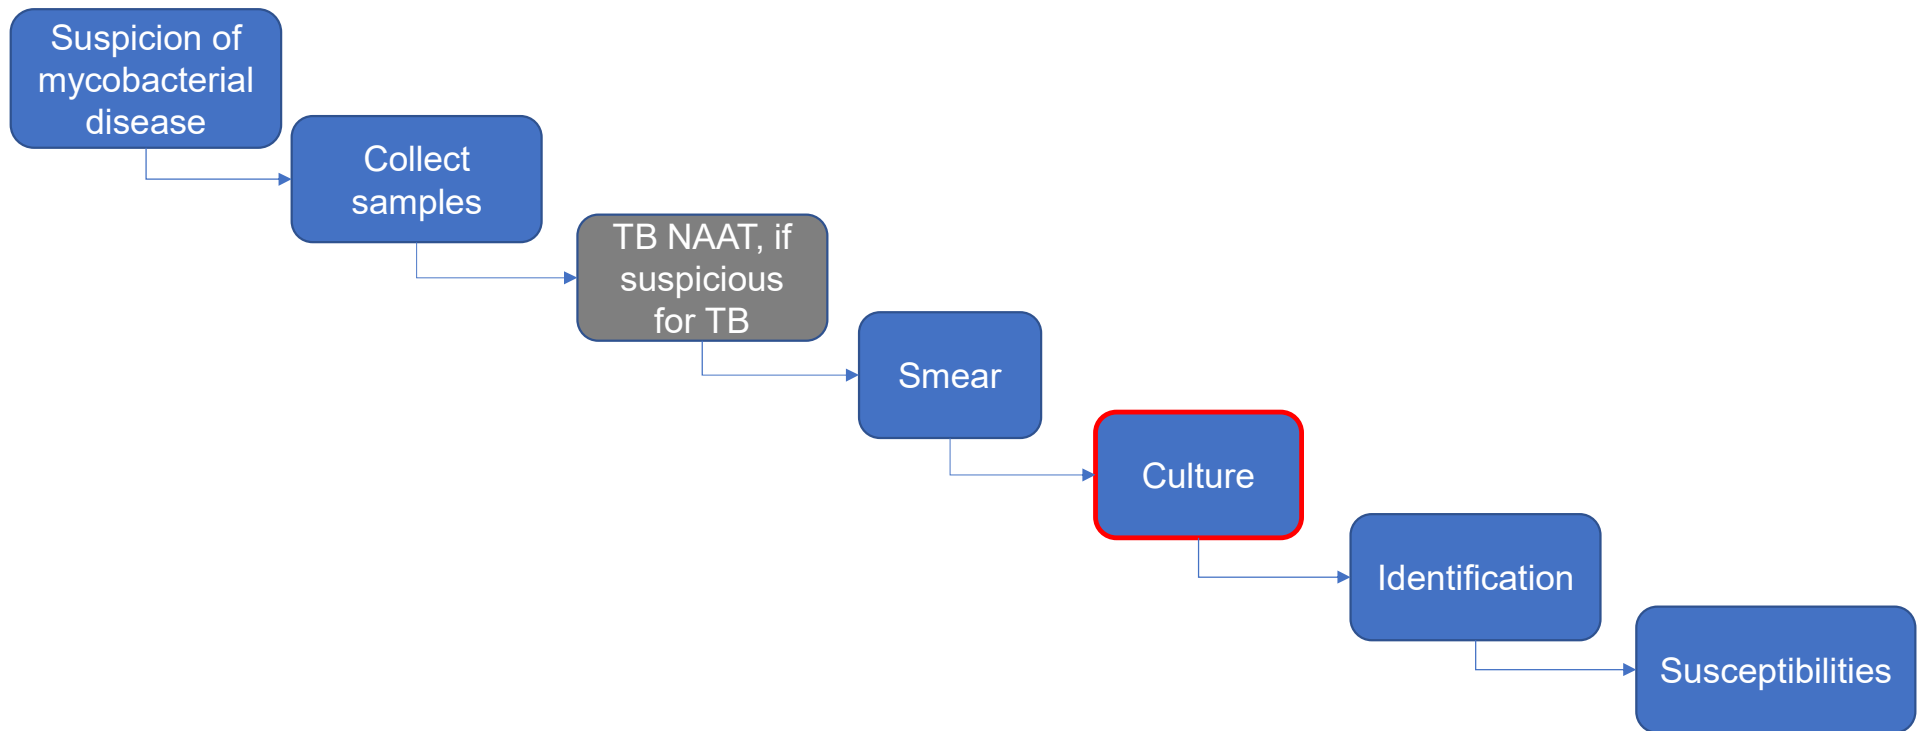 Suspicion of
mycobacterial
disease
Collect
samples
TB NAAT, if
suspicious
for TB
Smear
Culture
Identification
Susceptibilities